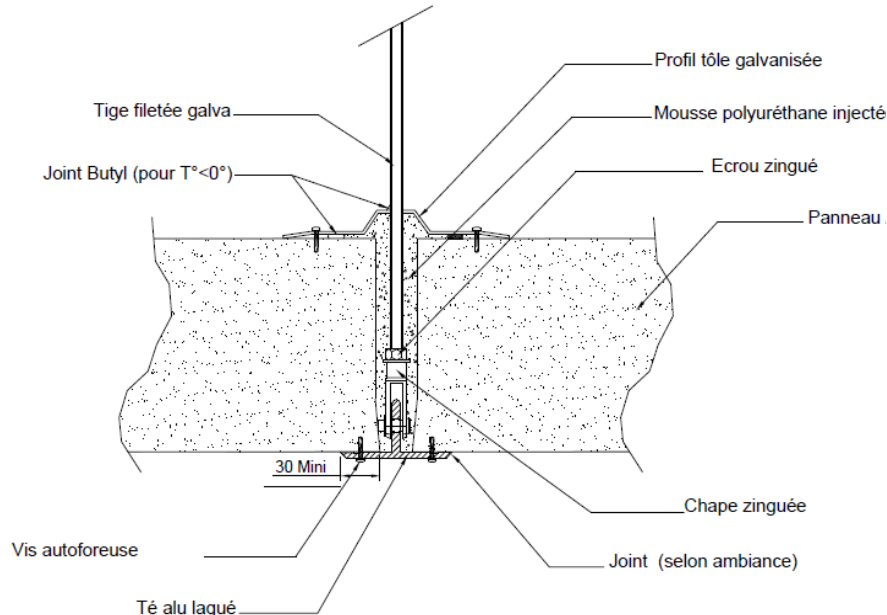 Profil tôle galvanisée
Tige filetée galva
Mousse polyuréthane injecté
Ecrou zingué
Joint Butyl (pour T°<0°)
Panneau
30 Mini
Chape zinguée
Vis autoforeuse
Joint (selon ambiance)
Té alu laqué